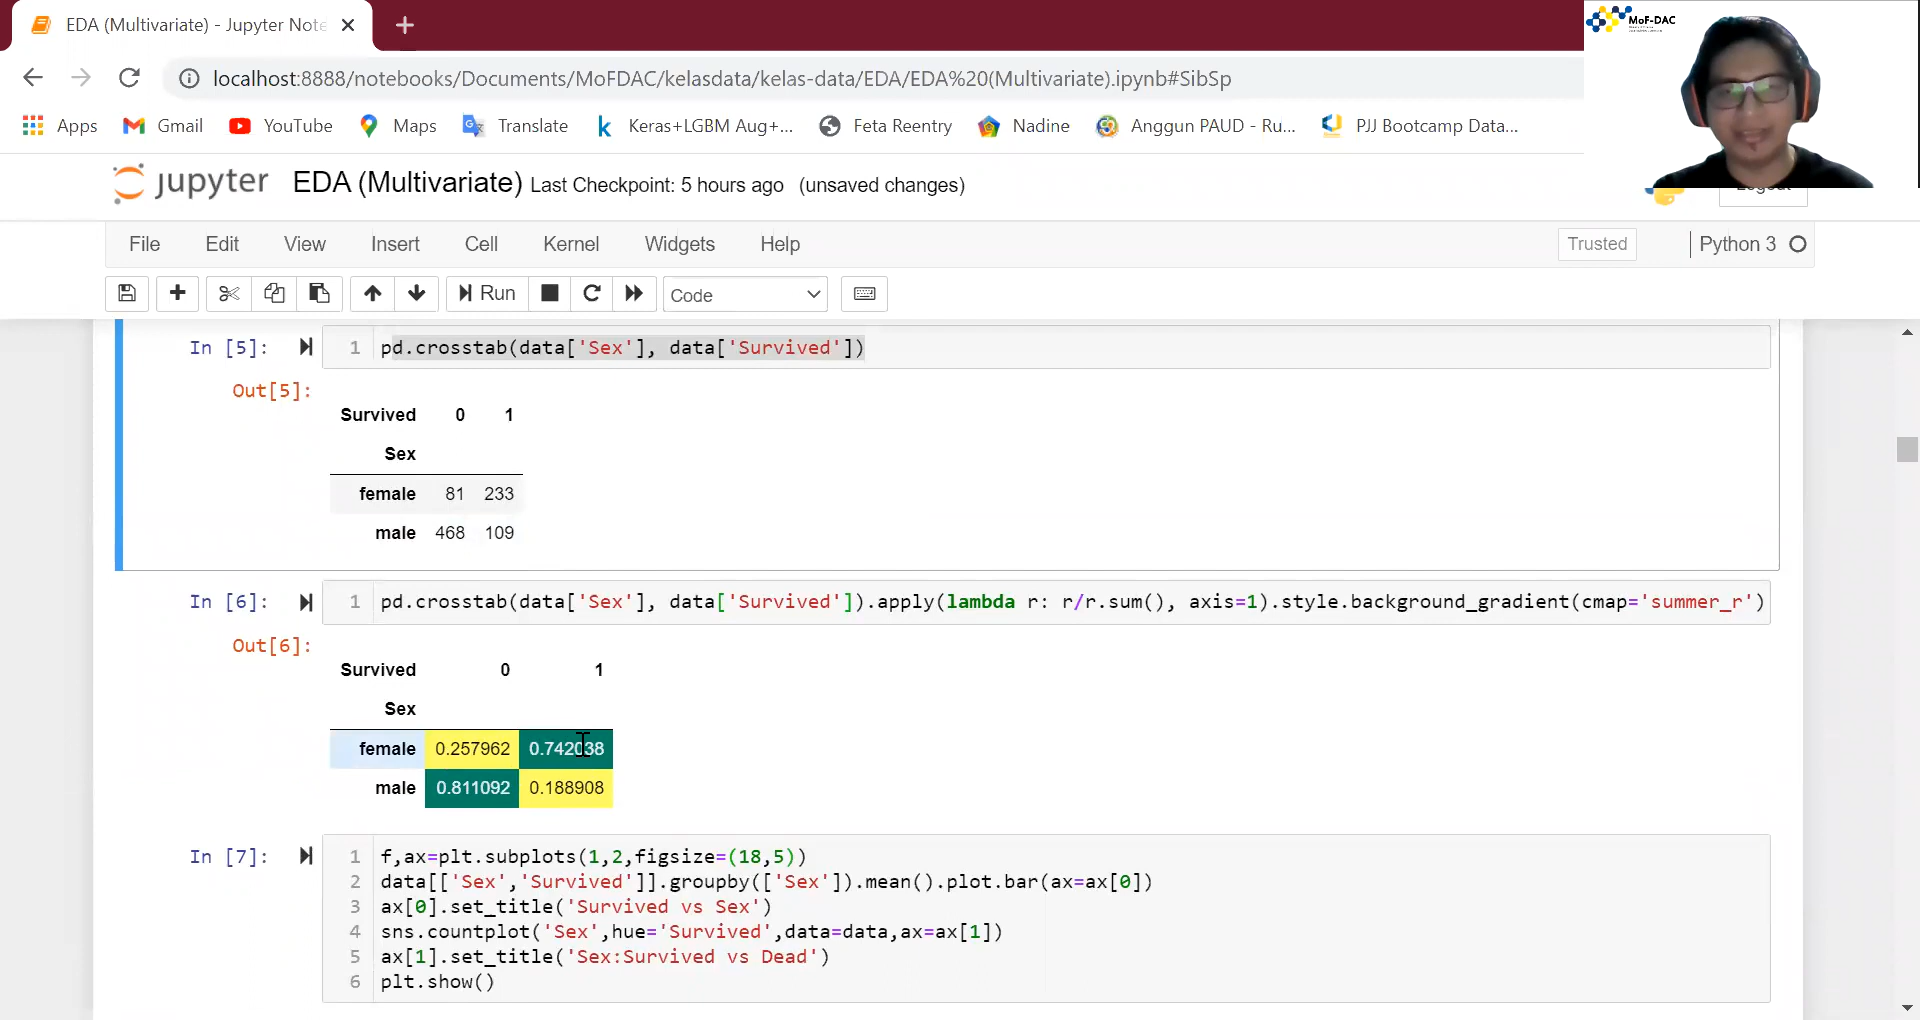 EDA (Multivariate) - Jupyter Note
localhost:8888/notebooks/Documents/MoFDAC/kelasdata/kelas-data/EDA/EDA%20(Multivariate).ipynb#SibSp
Apps Gmail YouTube Maps Translate Keras+LGBM Aug+... Feta Reentry Nadine Anggun PAUD - Ru... PJJ Bootcamp Data...
MoF-DAC
jupyter EDA (Multivariate) Last Checkpoint: 5 hours ago (unsaved changes)
Logout
File Edit View Insert Cell Kernel Widgets Help Trusted Python 3
Run Code
In [5]: 1 pd.crosstab(data['Sex'], data['Survived'])
Out[5]:
Survived 0 1
Sex
female 81 233
male 468 109
In [6]: 1 pd.crosstab(data['Sex'], data['Survived']).apply(lambda r: r/r.sum(), axis=1).style.background_gradient(cmap='summer_r')
Out[6]:
Survived 0 1
Sex
female 0.257962 0.742038
male 0.811092 0.188908
In [7]: 1 f,ax=plt.subplots(1,2,figsize=(18,5))
2 data[['Sex','Survived']].groupby(['Sex']).mean().plot.bar(ax=ax[0])
3 ax[0].set_title('Survived vs Sex')
4 sns.countplot('Sex',hue='Survived',data=data,ax=ax[1])
5 ax[1].set_title('Sex:Survived vs Dead')
6 plt.show()